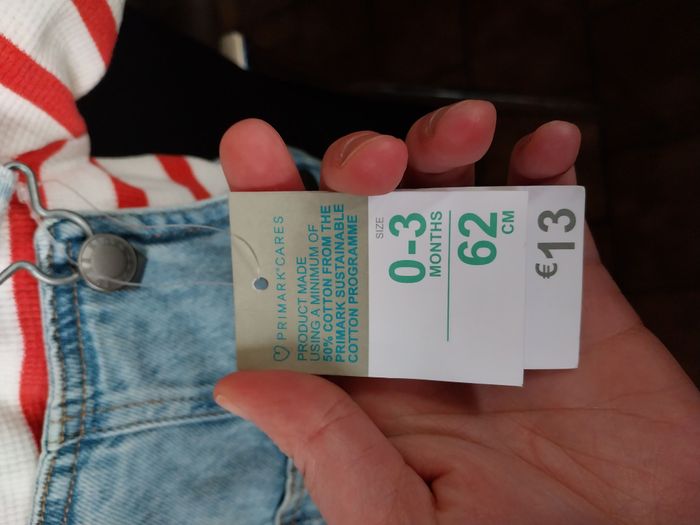 PRIMARK®CARES
PRODUCT MADE
USING A MINIMUM OF
50% COTTON FROM THE
PRIMARK SUSTAINABLE
COTTON PROGRAMME
SIZE
0-3
MONTHS
62
CM
€13